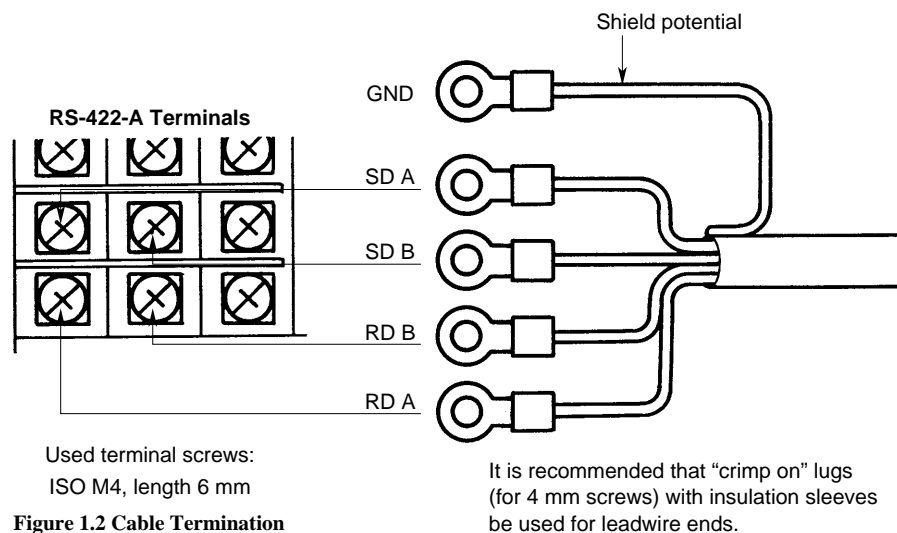 Shield potential
GND
RS-422-A Terminals
SD A
SD B
RD B
RD A
Used terminal screws:
ISO M4, length 6 mm
It is recommended that “crimp on” lugs
(for 4 mm screws) with insulation sleeves
be used for leadwire ends.
Figure 1.2 Cable Termination